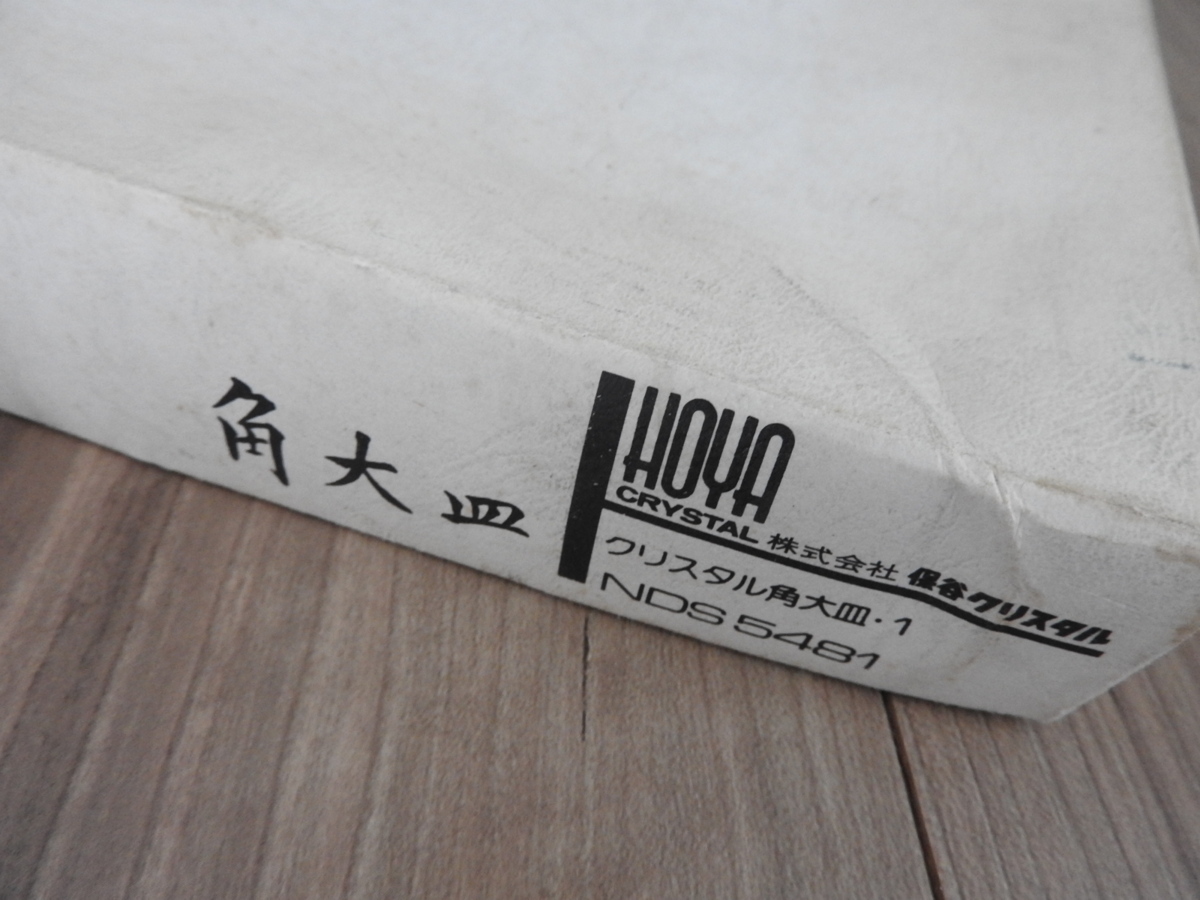 角大皿
HOYA
CRYSTAL 株式会社 保谷クリスタル
クリスタル角大皿・1
NDS 5481